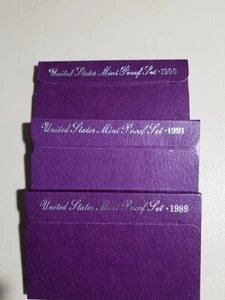 United States Mint Proof Set · 1990
United States Mint Proof Set · 1991
United States Mint Proof Set · 1989